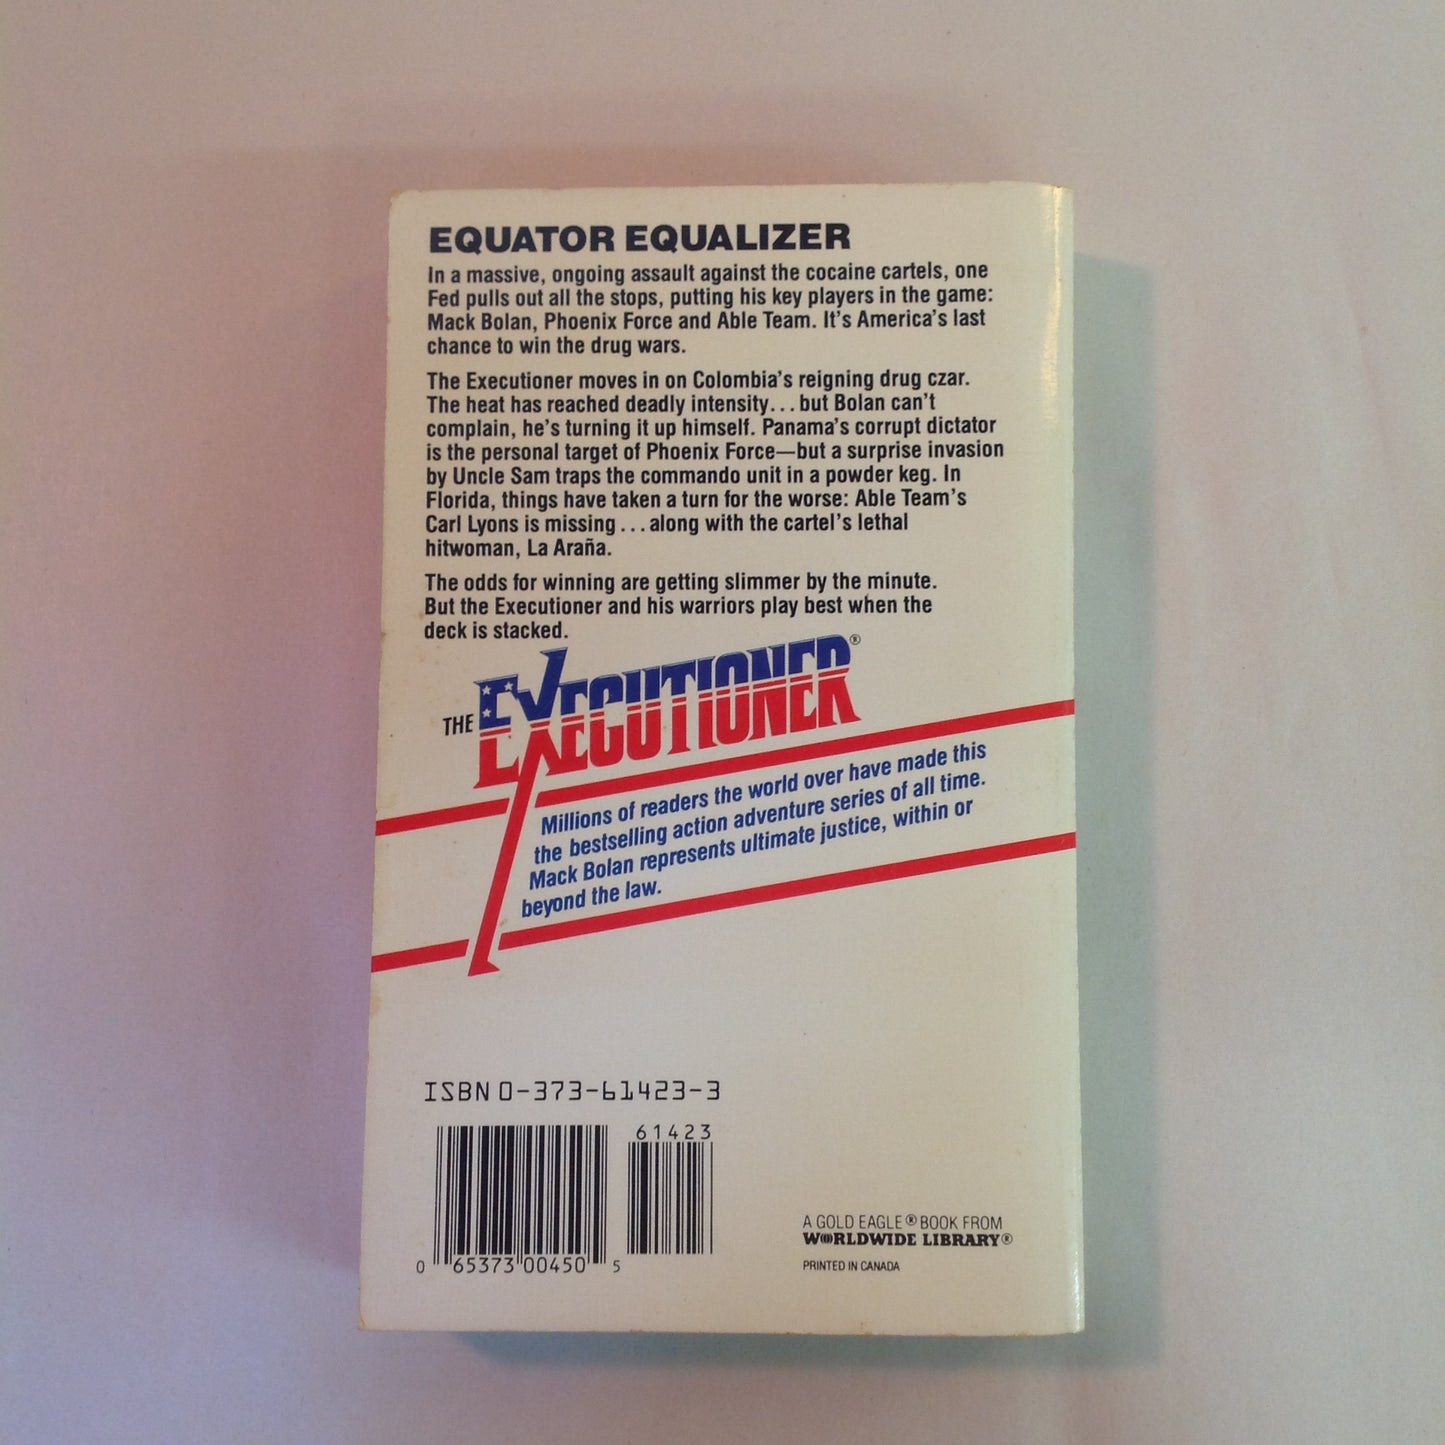 EQUATOR EQUALIZER
In a massive, ongoing assault against the cocaine cartels, one
Fed pulls out all the stops, putting his key players in the game:
Mack Bolan, Phoenix Force and Able Team. It's America's last
chance to win the drug wars.
The Executioner moves in on Colombia's reigning drug czar.
The heat has reached deadly intensity... but Bolan can't
complain, he's turning it up himself. Panama's corrupt dictator
is the personal target of Phoenix Force—but a surprise invasion
by Uncle Sam traps the commando unit in a powder keg. In
Florida, things have taken a turn for the worse: Able Team's
Carl Lyons is missing... along with the cartel's lethal
hitwoman, La Araña.
The odds for winning are getting slimmer by the minute.
But the Executioner and his warriors play best when the
deck is stacked.
THE EXECUTIONER®
Millions of readers the world over have made this
the bestselling action adventure series of all time.
Mack Bolan represents ultimate justice, within or
beyond the law.
ISBN 0-373-61423-3
61423
0 65373 00450 5
A GOLD EAGLE® BOOK FROM
WORLDWIDE LIBRARY®
PRINTED IN CANADA